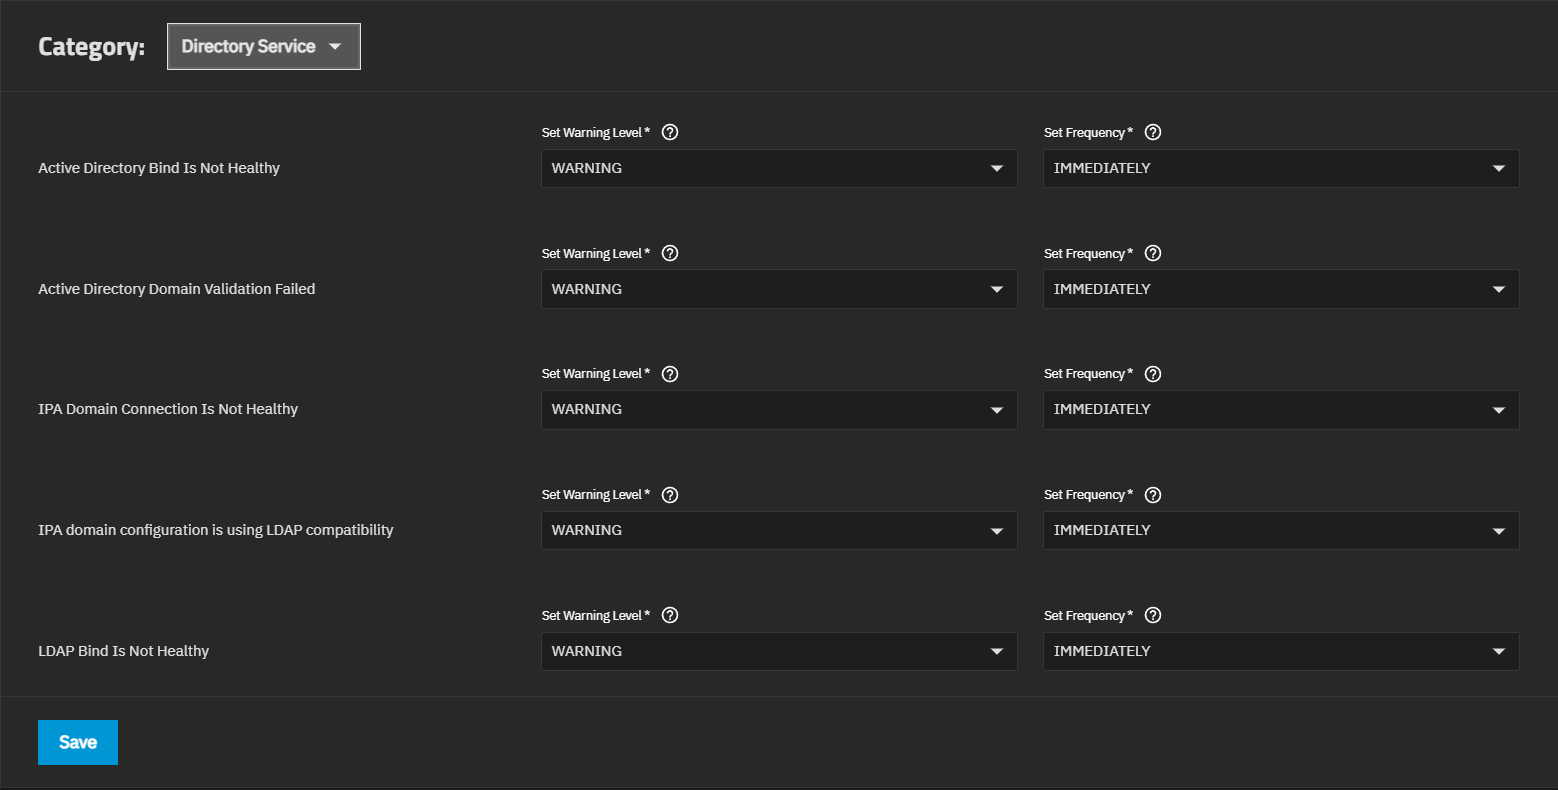 Category:
Directory Service
Set Warning Level *
Set Frequency *
Active Directory Bind Is Not Healthy
WARNING
IMMEDIATELY
Set Warning Level *
Set Frequency *
Active Directory Domain Validation Failed
WARNING
IMMEDIATELY
Set Warning Level *
Set Frequency *
IPA Domain Connection Is Not Healthy
WARNING
IMMEDIATELY
Set Warning Level *
Set Frequency *
IPA domain configuration is using LDAP compatibility
WARNING
IMMEDIATELY
Set Warning Level *
Set Frequency *
LDAP Bind Is Not Healthy
WARNING
IMMEDIATELY
Save